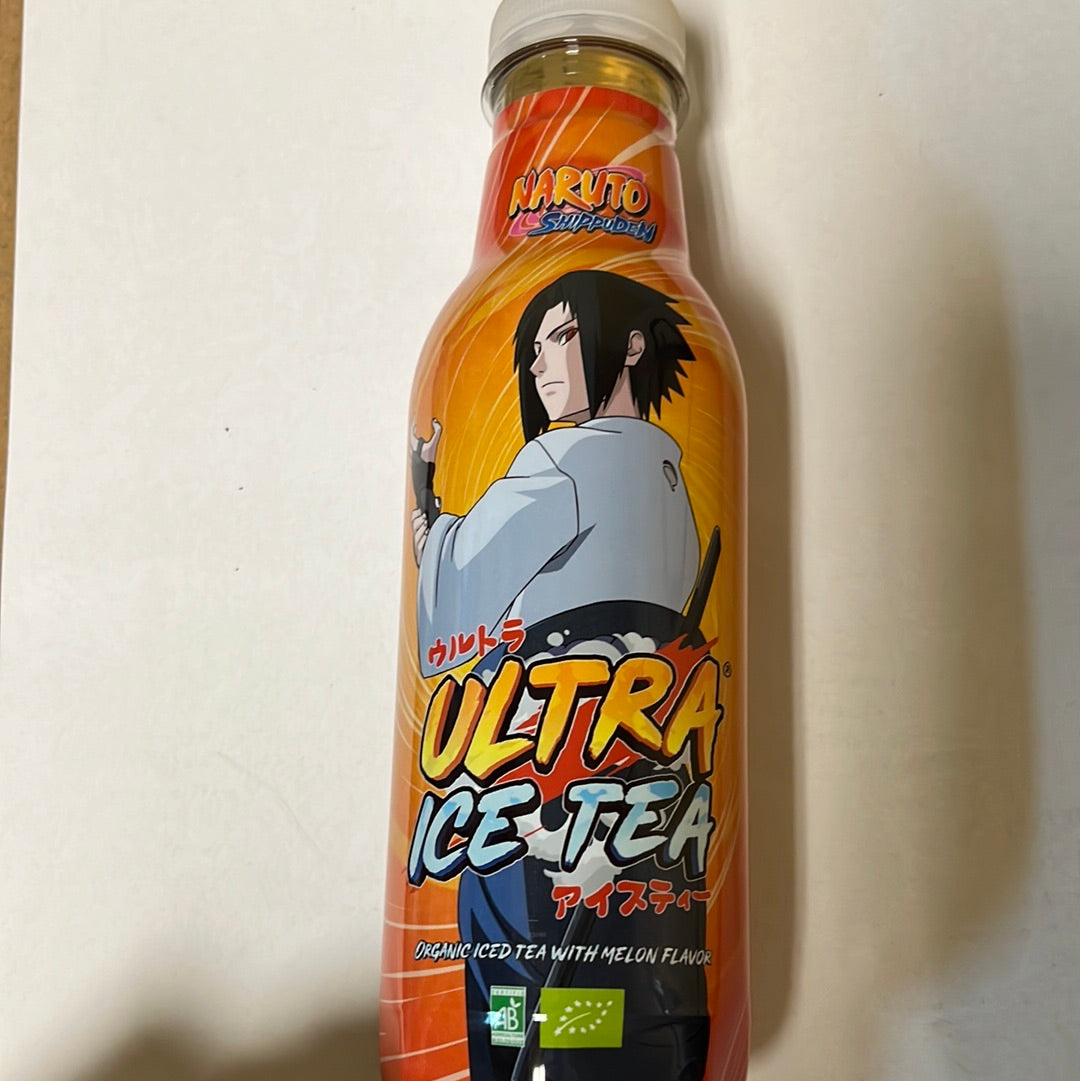 NARUTO
SHIPPUDEN
ウルトラ
ULTRA®
ICE TEA
アイスティー
ORGANIC ICED TEA WITH MELON FLAVOR
AB